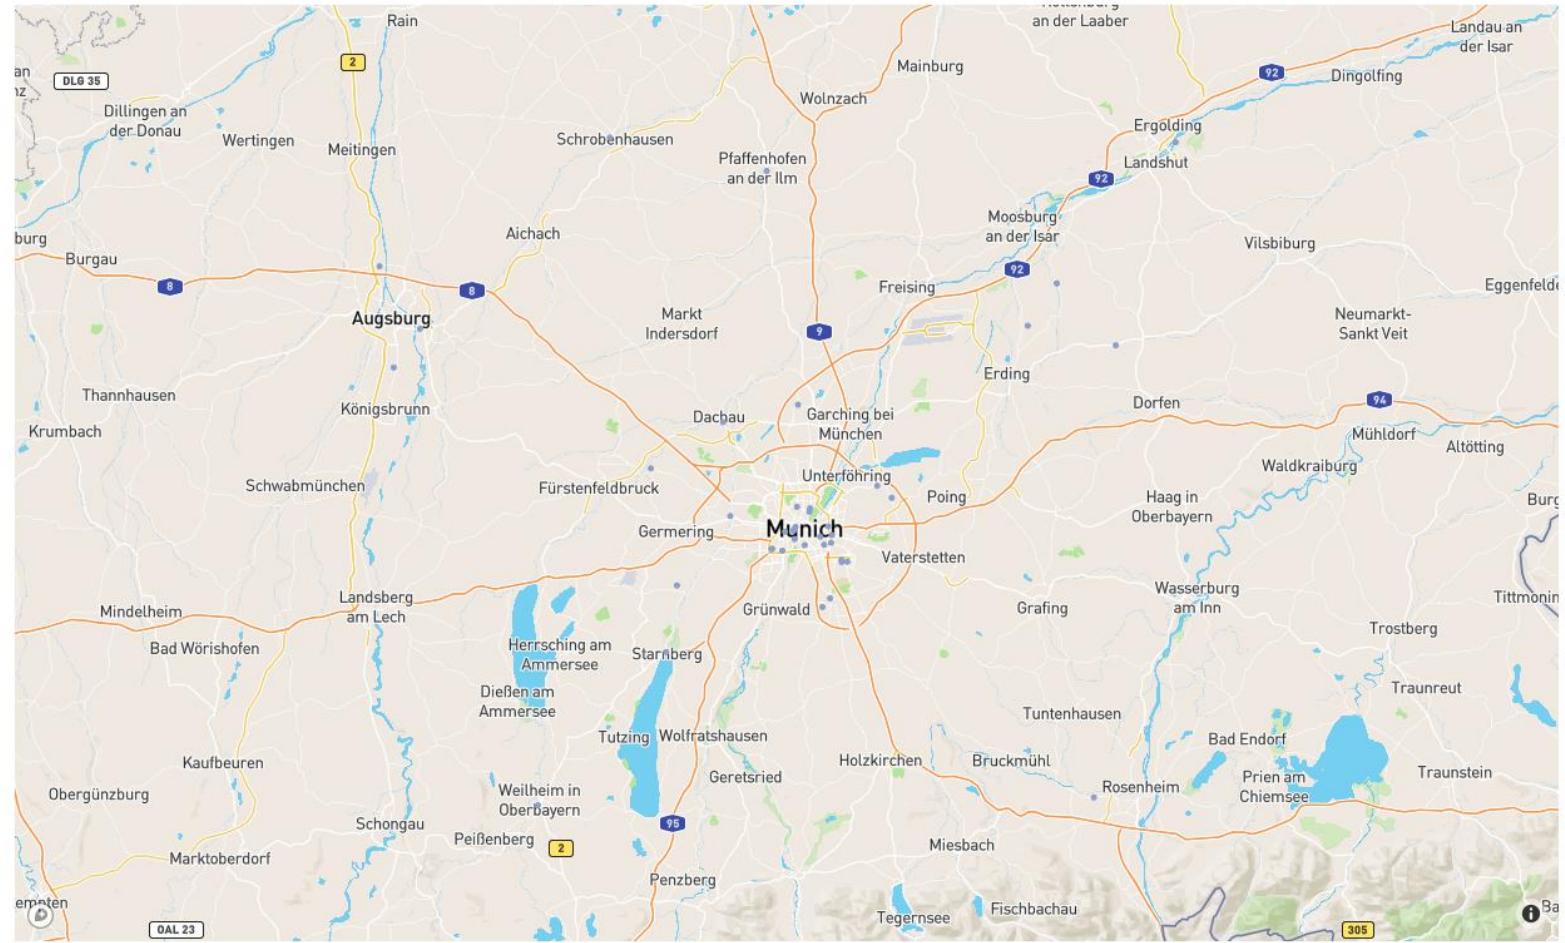 Rain
an der Laaber
Landau an
der Isar
2
92
DLG 35
Mainburg
Dingolfing
Wolnzach
Dillingen an
der Donau
Wertingen
Meitingen
Schrobenhausen
Ergolding
Pfaffenhofen
an der Ilm
Landshut
92
Moosburg
an der Isar
Aichach
burg
Burgau
Vilsbiburg
92
8
8
Freising
Eggenfelde
Augsburg
Markt
Indersdorf
9
Neumarkt-
Sankt Veit
Erding
Thannhausen
Königsbrunn
Dachau
Garching bei
München
Dorfen
94
Krumbach
Mühldorf
Altötting
Waldkraiburg
Unterföhring
Schwabmünchen
Fürstenfeldbruck
Poing
Haag in
Oberbayern
Burg
Germering
Munich
Vaterstetten
Landsberg
am Lech
Mindelheim
Grünwald
Grafing
Wasserburg
am Inn
Tittmonin
Trostberg
Bad Wörishofen
Herrsching am
Ammersee
Starnberg
Dießen am
Ammersee
Traunreut
Tuntenhausen
Tutzing
Wolfratshausen
Bad Endorf
Kaufbeuren
Geretsried
Holzkirchen
Bruckmühl
Traunstein
Prien am
Chiemsee
Obergünzburg
Weilheim in
Oberbayern
Rosenheim
Schongau
95
Peißenberg
2
Miesbach
Marktoberdorf
Penzberg
empten
Tegernsee
Fischbachau
Ba
OAL 23
305